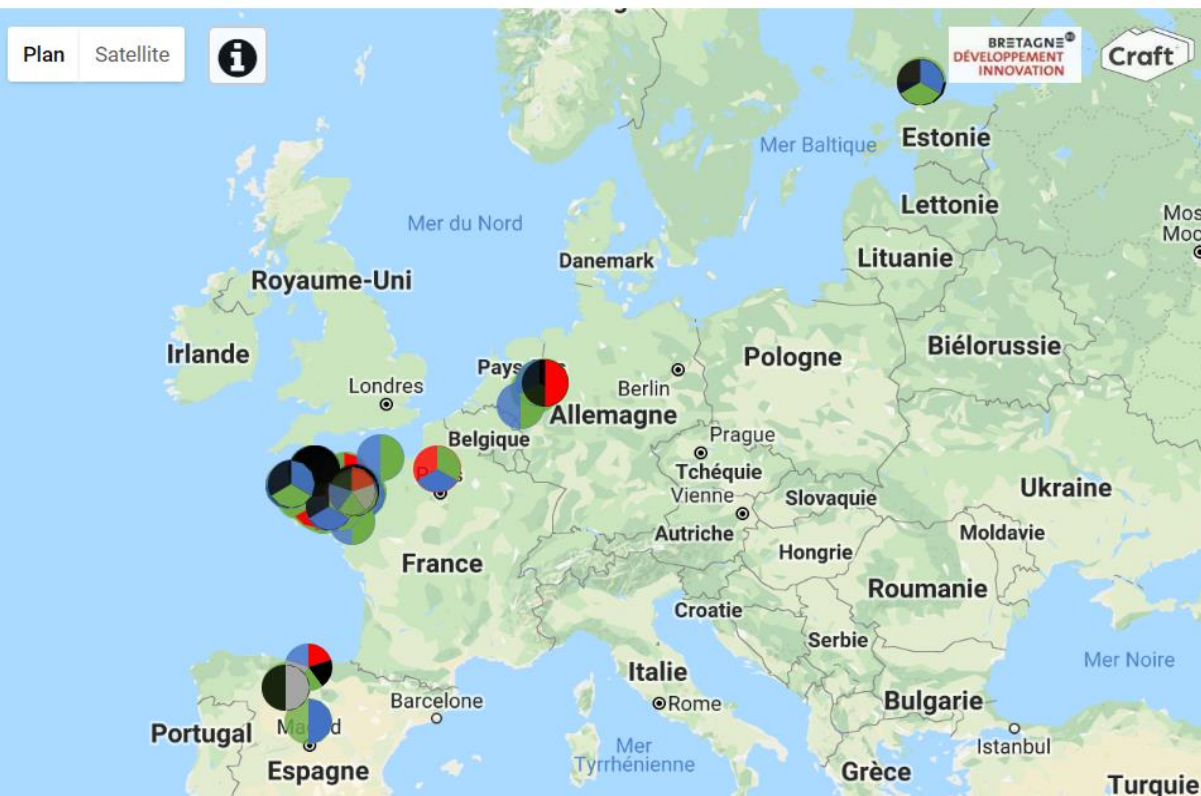 Plan
Satellite
BRETAGNE
DÉVELOPPEMENT
INNOVATION
Craft
Estonie
Mer Baltique
Lettonie
Mer du Nord
Lituanie
Danemark
Royaume-Uni
Irlande
Biélorussie
Pologne
Londres
Berlin
Allemagne
Belgique
Prague
Tchéquie
Vienne
Slovaquie
Ukraine
Autriche
Moldavie
Hongrie
France
Roumanie
Croatie
Serbie
Italie
Mer Noire
Barcelone
Rome
Bulgarie
Portugal
Istanbul
Mer
Tyrrhénienne
Espagne
Grèce
Turquie